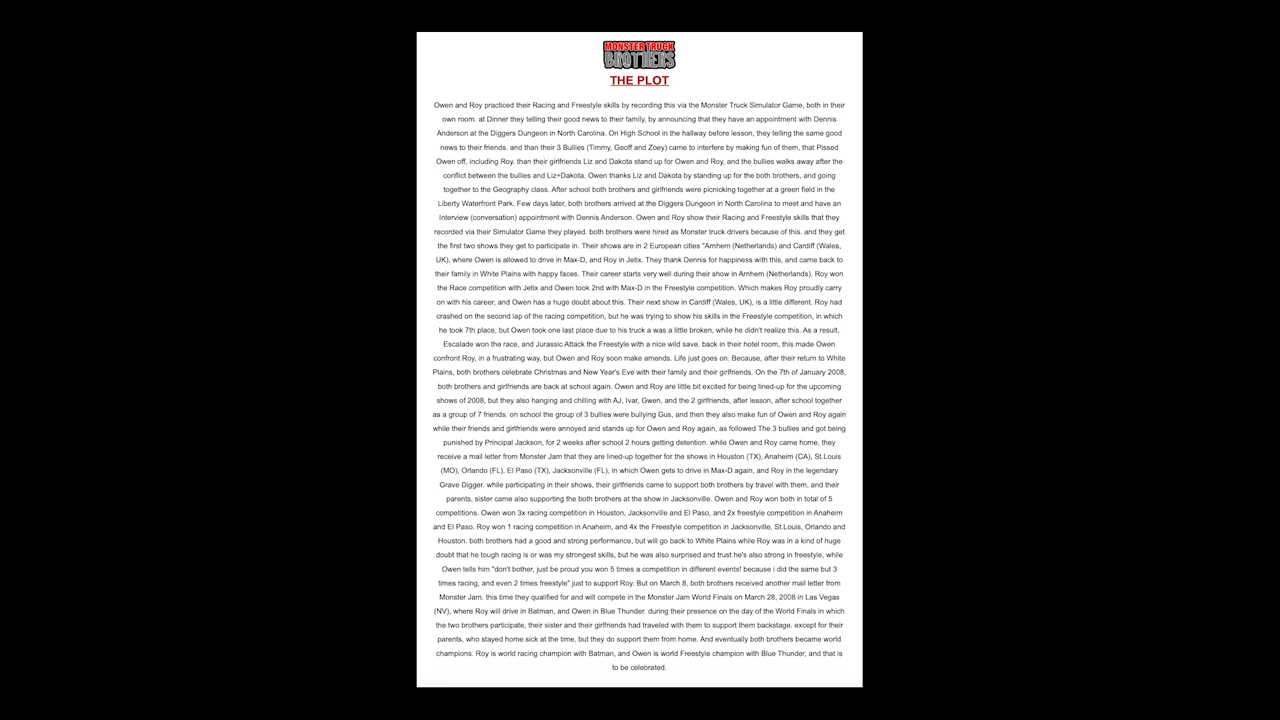 MONSTER TRUCK
BROTHERS
THE PLOT
Owen and Roy practiced their Racing and Freestyle skills by recording this via the Monster Truck Simulator Game, both in their
own room. at Dinner they telling their good news to their family, by announcing that they have an appointment with Dennis
Anderson at the Diggers Dungeon in North Carolina. On High School in the hallway before lesson, they telling the same good
news to their friends. and than their 3 Bullies (Timmy, Geoff and Zoey) came to interfere by making fun of them, that Pissed
Owen off, including Roy. than their girlfriends Liz and Dakota stand up for Owen and Roy, and the bullies walks away after the
conflict between the bullies and Liz+Dakota. Owen thanks Liz and Dakota by standing up for the both brothers, and going
together to the Geography class. After school both brothers and girlfriends were picnicking together at a green field in the
Liberty Waterfront Park. Few days later, both brothers arrived at the Diggers Dungeon in North Carolina to meet and have an
Interview (conversation) appointment with Dennis Anderson. Owen and Roy show their Racing and Freestyle skills that they
recorded via their Simulator Game they played. both brothers were hired as Monster truck drivers because of this. and they get
the first two shows they get to participate in. Their shows are in 2 European cities "Arnhem (Netherlands) and Cardiff (Wales,
UK), where Owen is allowed to drive in Max-D, and Roy in Jetix. They thank Dennis for happiness with this, and came back to
their family in White Plains with happy faces. Their career starts very well during their show in Arnhem (Netherlands). Roy won
the Race competition with Jetix and Owen took 2nd with Max-D in the Freestyle competition. Which makes Roy proudly carry
on with his career, and Owen has a huge doubt about this. Their next show in Cardiff (Wales, UK), is a little different. Roy had
crashed on the second lap of the racing competition, but he was trying to show his skills in the Freestyle competition, in which
he took 7th place, but Owen took one last place due to his truck a was a little broken, while he didn't realize this. As a result,
Escalade won the race, and Jurassic Attack the Freestyle with a nice wild save. back in their hotel room, this made Owen
confront Roy, in a frustrating way, but Owen and Roy soon make amends. Life just goes on. Because, after their return to White
Plains, both brothers celebrate Christmas and New Year's Eve with their family and their girlfriends. On the 7th of January 2008,
both brothers and girlfriends are back at school again. Owen and Roy are little bit excited for being lined-up for the upcoming
shows of 2008, but they also hanging and chilling with AJ, Ivar, Gwen, and the 2 girlfriends, after lesson, after school together
as a group of 7 friends. on school the group of 3 bullies were bullying Gus, and then they also make fun of Owen and Roy again
while their friends and girlfriends were annoyed and stands up for Owen and Roy again, as followed The 3 bullies and got being
punished by Principal Jackson, for 2 weeks after school 2 hours getting detention. while Owen and Roy came home, they
receive a mail letter from Monster Jam that they are lined-up together for the shows in Houston (TX), Anaheim (CA), St.Louis
(MO), Orlando (FL), El Paso (TX), Jacksonville (FL), in which Owen gets to drive in Max-D again, and Roy in the legendary
Grave Digger. while participating in their shows, their girlfriends came to support both brothers by travel with them, and their
parents, sister came also supporting the both brothers at the show in Jacksonville. Owen and Roy won both in total of 5
competitions. Owen won 3x racing competition in Houston, Jacksonville and El Paso, and 2x freestyle competition in Anaheim
and El Paso. Roy won 1 racing competition in Anaheim, and 4x the Freestyle competition in Jacksonville, St.Louis, Orlando and
Houston. both brothers had a good and strong performance, but will go back to White Plains while Roy was in a kind of huge
doubt that he tough racing is or was my strongest skills, but he was also surprised and trust he's also strong in freestyle, while
Owen tells him "don't bother, just be proud you won 5 times a competition in different events! because i did the same but 3
times racing, and even 2 times freestyle" just to support Roy. But on March 8, both brothers received another mail letter from
Monster Jam. this time they qualified for and will compete in the Monster Jam World Finals on March 28, 2008 in Las Vegas
(NV), where Roy will drive in Batman, and Owen in Blue Thunder. during their presence on the day of the World Finals in which
the two brothers participate, their sister and their girlfriends had traveled with them to support them backstage. except for their
parents, who stayed home sick at the time, but they do support them from home. And eventually both brothers became world
champions. Roy is world racing champion with Batman, and Owen is world Freestyle champion with Blue Thunder, and that is
to be celebrated.